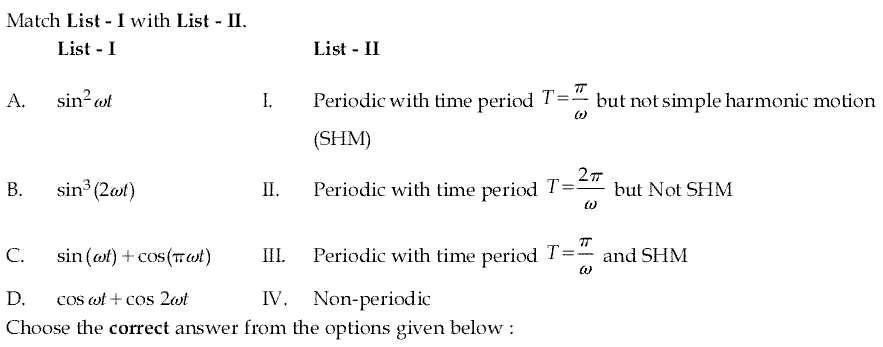 Match List - I with List - II.
List - I List - II
A. sin² ωt I. Periodic with time period T = π/ω but not simple harmonic motion
(SHM)
B. sin³ (2ωt) II. Periodic with time period T = 2π/ω but Not SHM
C. sin (ωt) + cos(πωt) III. Periodic with time period T = π/ω and SHM
D. cos ωt + cos 2ωt IV. Non-periodic
Choose the correct answer from the options given below :